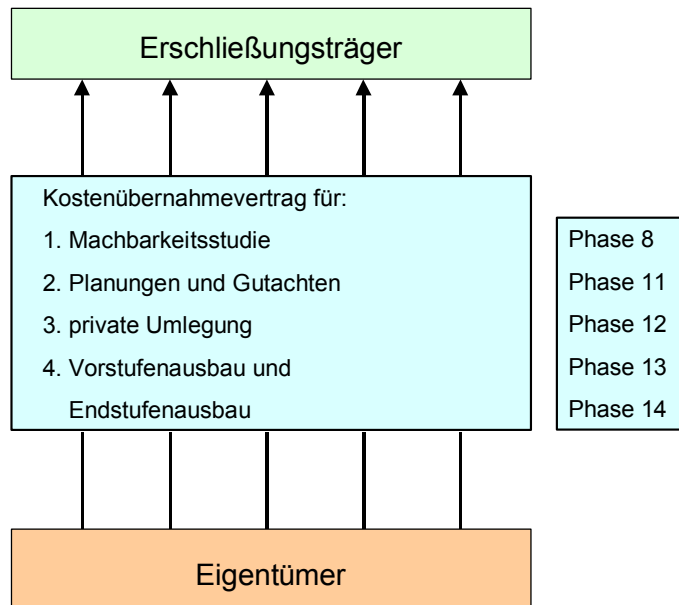 Erschließungsträger
Kostenübernahmevertrag für:
1. Machbarkeitsstudie
2. Planungen und Gutachten
3. private Umlegung
4. Vorstufenausbau und
Endstufenausbau
Phase 8
Phase 11
Phase 12
Phase 13
Phase 14
Eigentümer